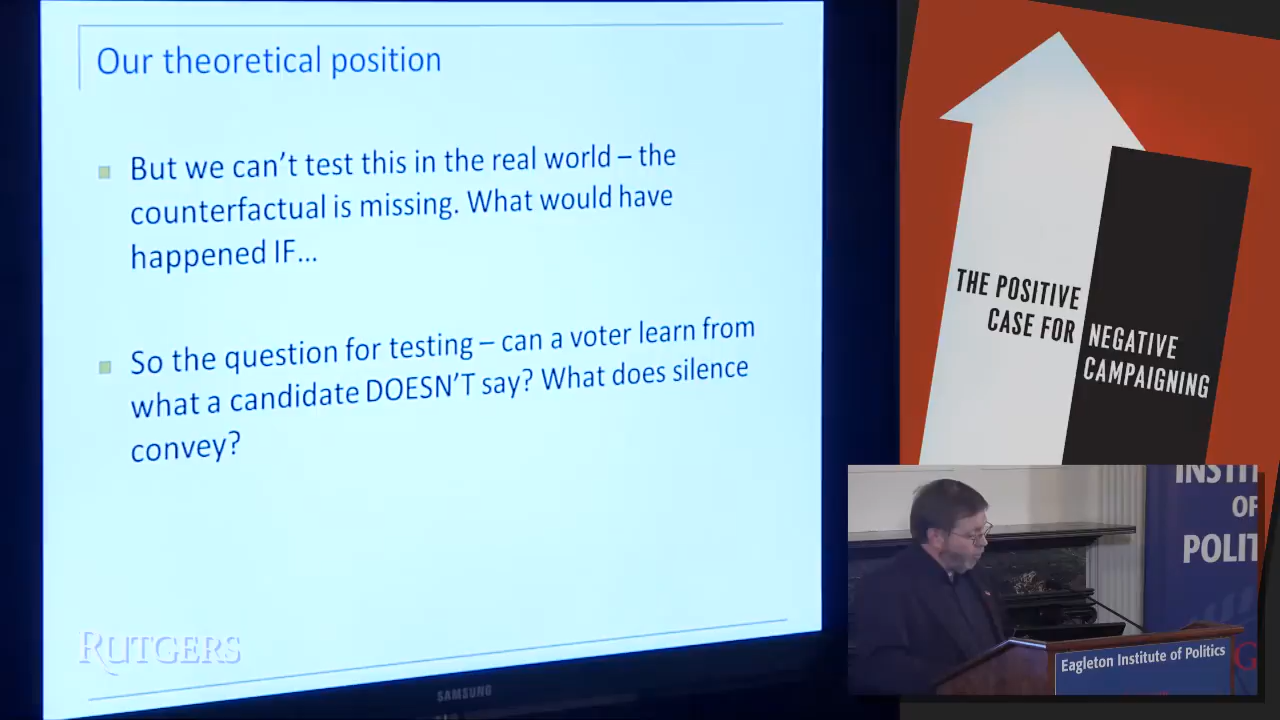 Our theoretical position
But we can't test this in the real world – the
counterfactual is missing. What would have
happened IF...
So the question for testing – can a voter learn from
what a candidate DOESN'T say? What does silence
convey?
RUTGERS
SAMSUNG
THE POSITIVE
CASE FOR
NEGATIVE
CAMPAIGNING
INSTI
OF
POLIT
Eagleton Institute of Politics